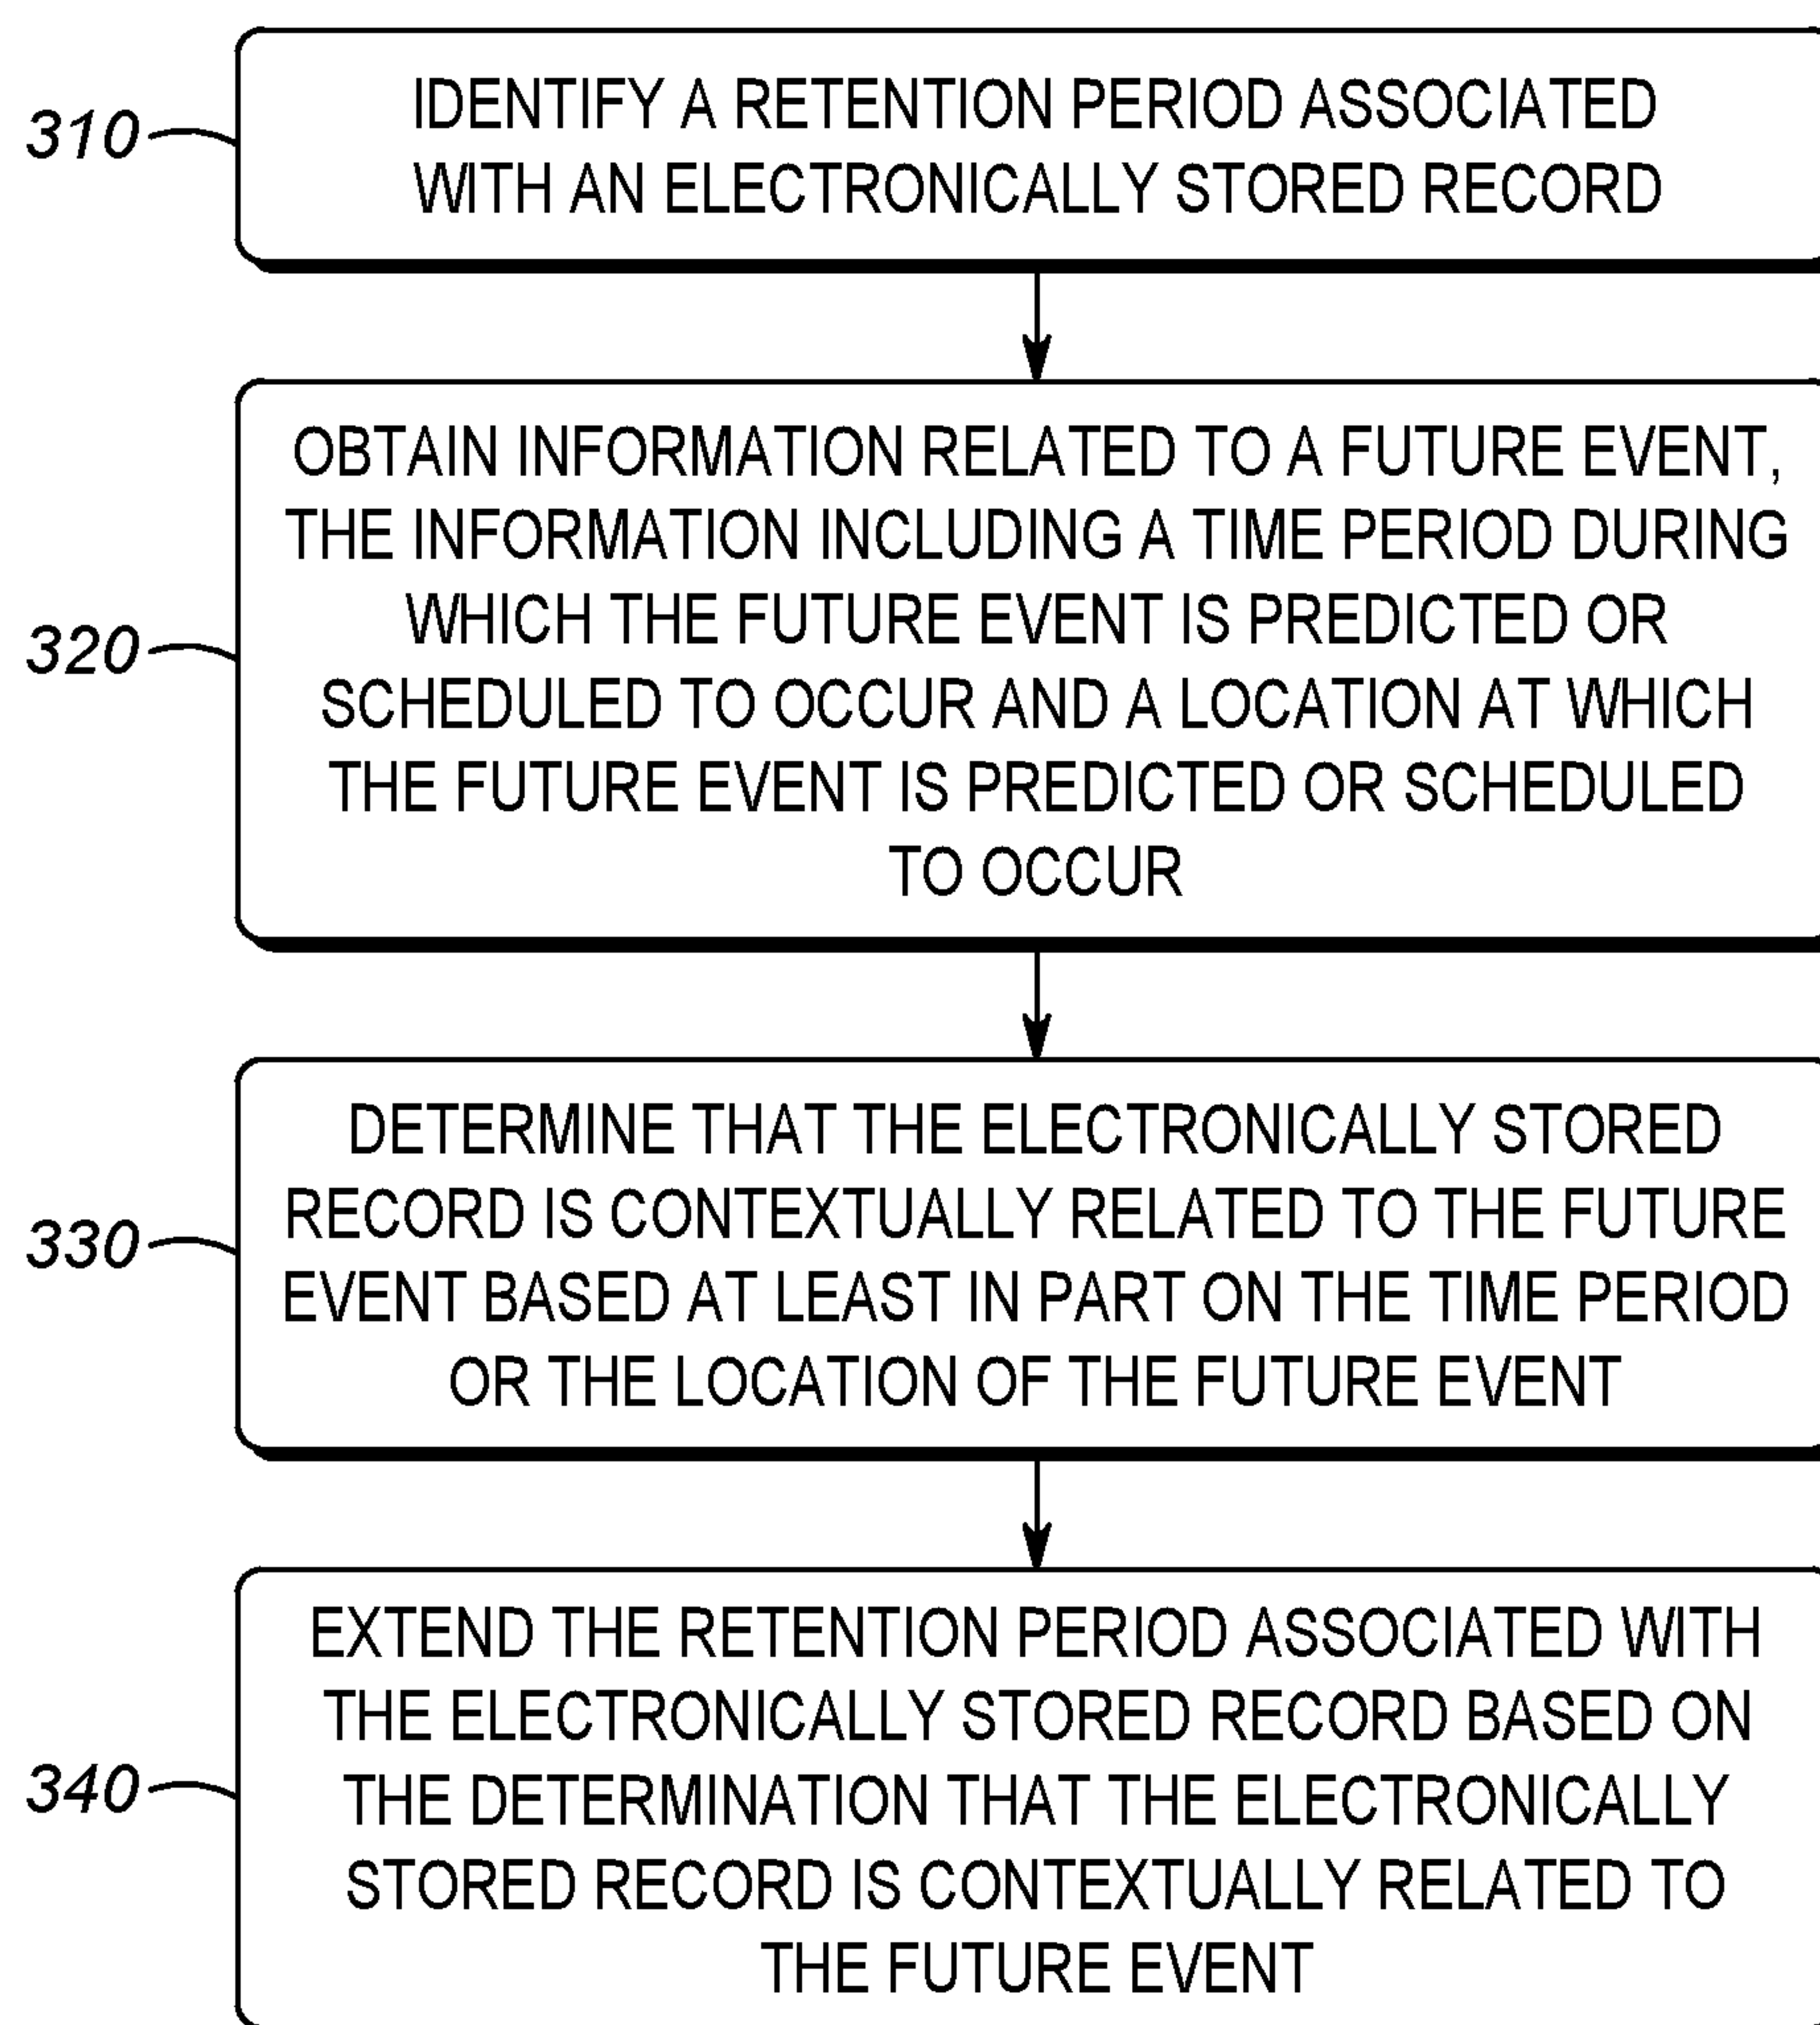 310
IDENTIFY A RETENTION PERIOD ASSOCIATED
WITH AN ELECTRONICALLY STORED RECORD
320
OBTAIN INFORMATION RELATED TO A FUTURE EVENT,
THE INFORMATION INCLUDING A TIME PERIOD DURING
WHICH THE FUTURE EVENT IS PREDICTED OR
SCHEDULED TO OCCUR AND A LOCATION AT WHICH
THE FUTURE EVENT IS PREDICTED OR SCHEDULED
TO OCCUR
330
DETERMINE THAT THE ELECTRONICALLY STORED
RECORD IS CONTEXTUALLY RELATED TO THE FUTURE
EVENT BASED AT LEAST IN PART ON THE TIME PERIOD
OR THE LOCATION OF THE FUTURE EVENT
340
EXTEND THE RETENTION PERIOD ASSOCIATED WITH
THE ELECTRONICALLY STORED RECORD BASED ON
THE DETERMINATION THAT THE ELECTRONICALLY
STORED RECORD IS CONTEXTUALLY RELATED TO
THE FUTURE EVENT